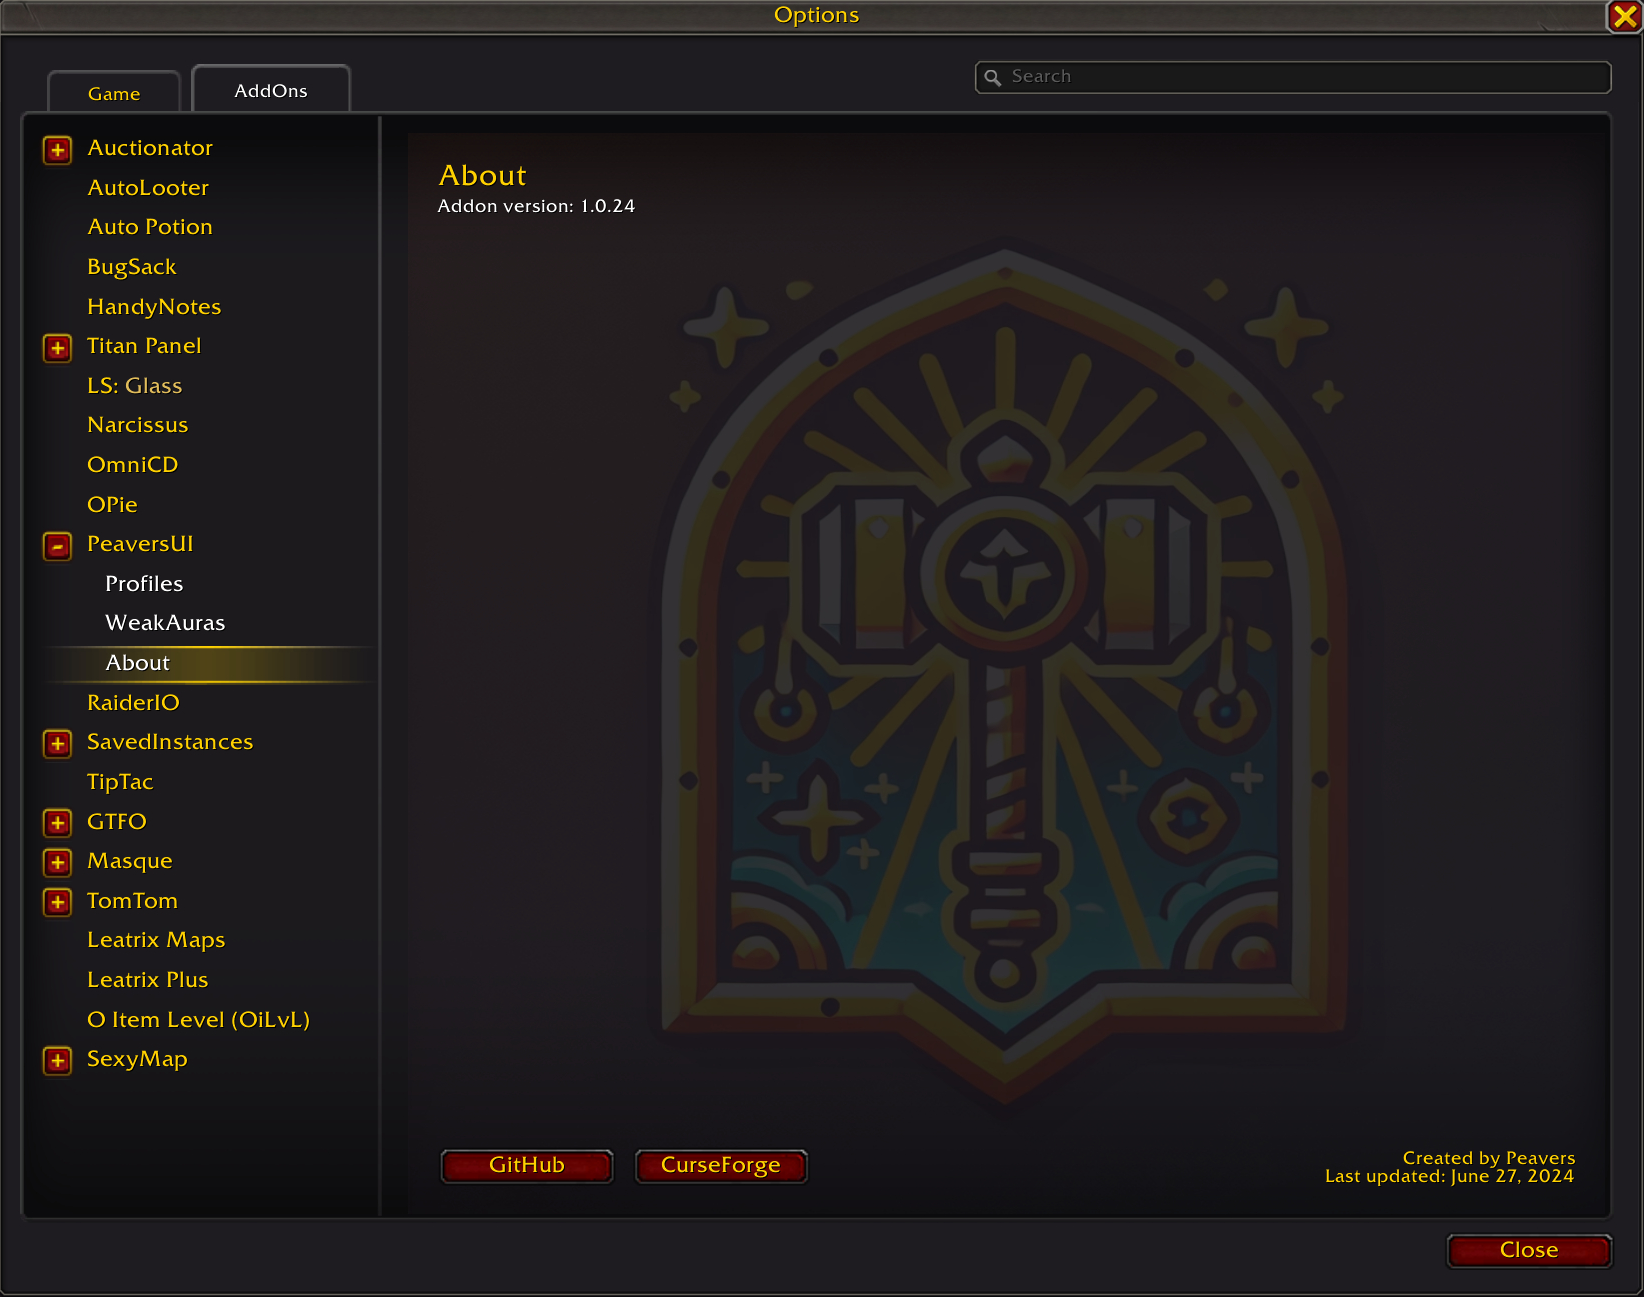 Options
Game
AddOns
Search
Auctionator
AutoLooter
Auto Potion
BugSack
HandyNotes
Titan Panel
LS: Glass
Narcissus
OmniCD
OPie
PeaversUI
Profiles
WeakAuras
About
RaiderIO
SavedInstances
TipTac
GTFO
Masque
TomTom
Leatrix Maps
Leatrix Plus
O Item Level (OiLvL)
SexyMap
About
Addon version: 1.0.24
GitHub
CurseForge
Created by Peavers
Last updated: June 27, 2024
Close